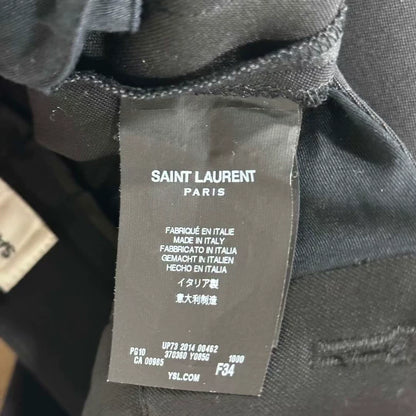 SAINT LAURENT
PARIS
FABRIQUÉ EN ITALIE
MADE IN ITALY
FABBRICATO IN ITALIA
GEMACHT IN ITALIEN
HECHO EN ITALIA
イタリア製
意大利制造
UP73 2014 00462
PG10 370360 Y065G 1000
CA 00985 F34
YSL.COM